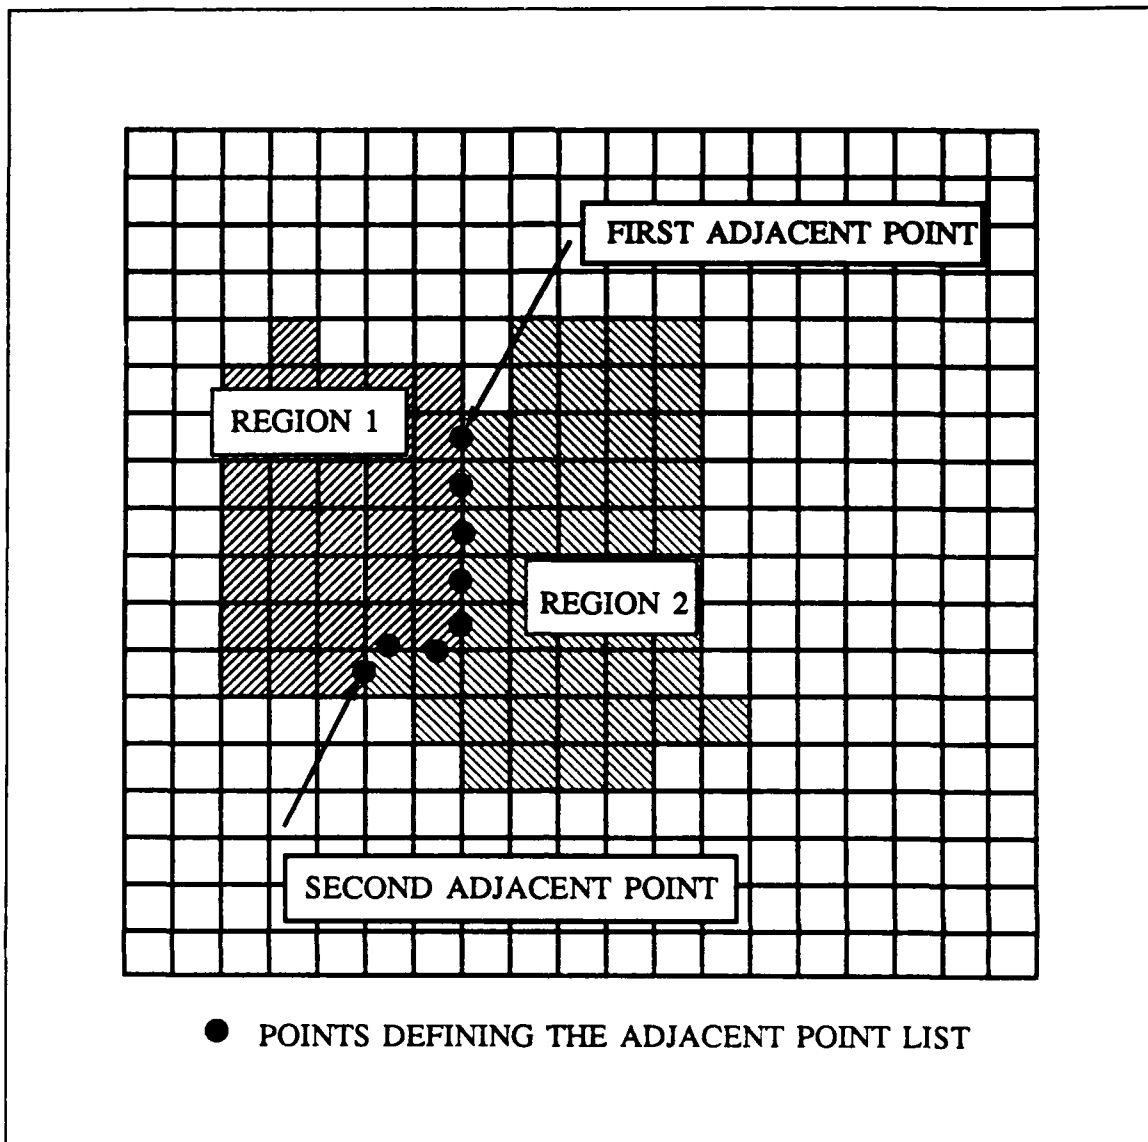 FIRST ADJACENT POINT
REGION 1
REGION 2
SECOND ADJACENT POINT
POINTS DEFINING THE ADJACENT POINT LIST